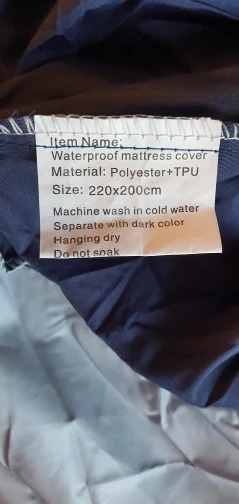 Item Name:
Waterproof mattress cover
Material: Polyester+TPU
Size: 220x200cm
Machine wash in cold water
Separate with dark color
Hanging dry
Do not soak